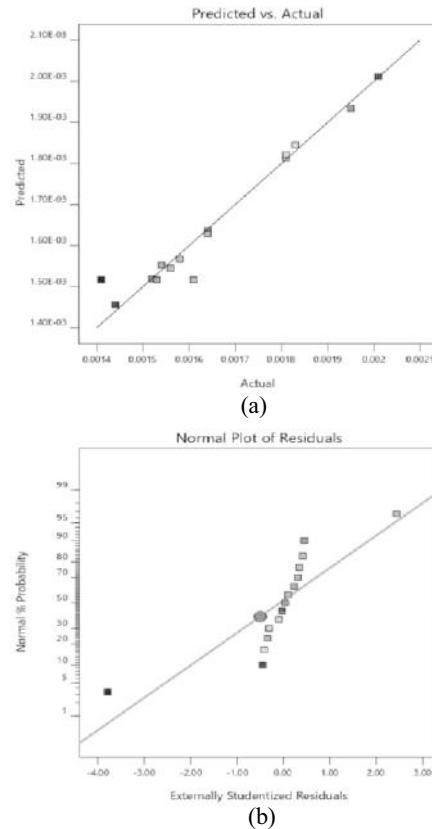 Predicted vs. Actual
2.10E-03
2.00E-03
1.90E-03
1.80E-03
1.70E-03
1.60E-03
1.50E-03
1.40E-03
Predicted
0.0014 0.0015 0.0016 0.0017 0.0018 0.0019 0.002 0.0021
Actual
(a)
Normal Plot of Residuals
99
95
90
80
70
50
30
20
10
5
1
Normal % Probability
-4.00 -3.00 -1.00 0.00 1.00 2.00 3.00
Externally Studentized Residuals
(b)